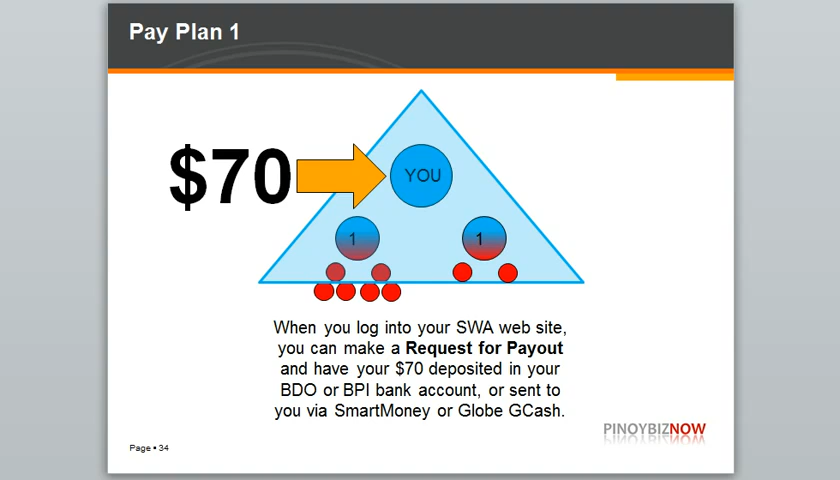 Pay Plan 1
$70
YOU
1
1
When you log into your SWA web site,
you can make a Request for Payout
and have your $70 deposited in your
BDO or BPI bank account, or sent to
you via SmartMoney or Globe GCash.
PINOYBIZNOW
Page ▪ 34